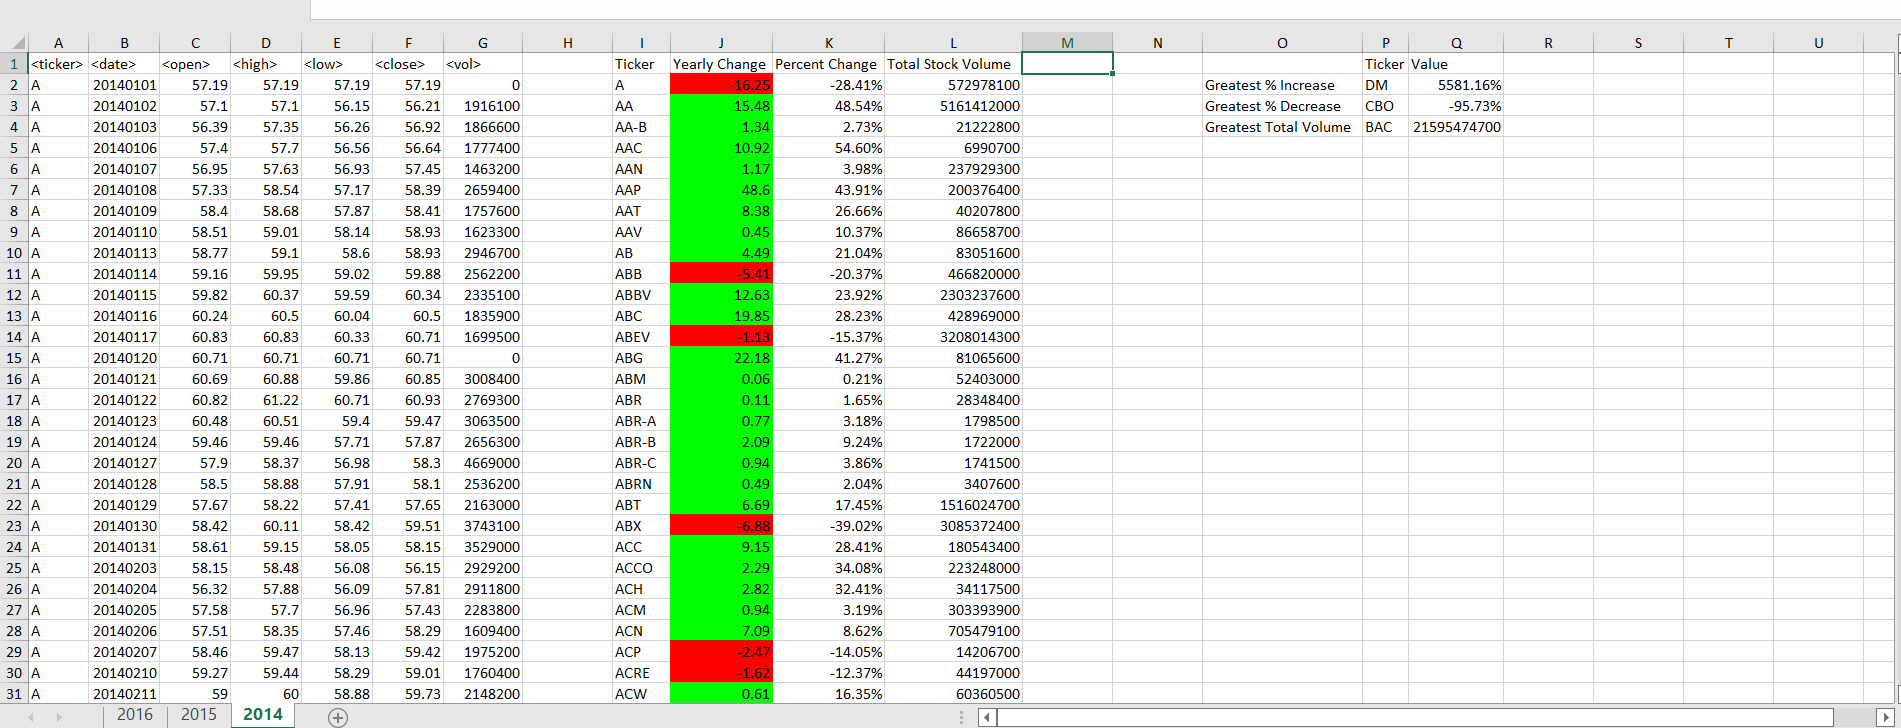 A B C D E F G H I J K L M N O P Q R S T U
1 <ticker> <date> <open> <high> <low> <close> <vol> Ticker Yearly Change Percent Change Total Stock Volume Ticker Value
2 A 20140101 57.19 57.19 57.19 57.19 0 A -16.25 -28.41% 572978100 Greatest % Increase DM 5581.16%
3 A 20140102 57.1 57.1 56.15 56.21 1916100 AA 15.48 48.54% 5161412000 Greatest % Decrease CBO -95.73%
4 A 20140103 56.39 57.35 56.26 56.92 1866600 AA-B 1.34 2.73% 21222800 Greatest Total Volume BAC 21595474700
5 A 20140106 57.4 57.7 56.56 56.64 1777400 AAC 10.92 54.60% 6990700
6 A 20140107 56.95 57.63 56.93 57.45 1463200 AAN 1.17 3.98% 237929300
7 A 20140108 57.33 58.54 57.17 58.39 2659400 AAP 48.6 43.91% 200376400
8 A 20140109 58.4 58.68 57.87 58.41 1757600 AAT 8.38 26.66% 40207800
9 A 20140110 58.51 59.01 58.14 58.93 1623300 AAV 0.45 10.37% 86658700
10 A 20140113 58.77 59.1 58.6 58.93 2946700 AB 4.49 21.04% 83051600
11 A 20140114 59.16 59.95 59.02 59.88 2562200 ABB -5.41 -20.37% 466820000
12 A 20140115 59.82 60.37 59.59 60.34 2335100 ABBV 12.63 23.92% 2303237600
13 A 20140116 60.24 60.5 60.04 60.5 1835900 ABC 19.85 28.23% 428969000
14 A 20140117 60.83 60.83 60.33 60.71 1699500 ABEV -1.13 -15.37% 3208014300
15 A 20140120 60.71 60.71 60.71 60.71 0 ABG 22.18 41.27% 81065600
16 A 20140121 60.69 60.88 59.86 60.85 3008400 ABM 0.06 0.21% 52403000
17 A 20140122 60.82 61.22 60.71 60.93 2769300 ABR 0.11 1.65% 28348400
18 A 20140123 60.48 60.51 59.4 59.47 3063500 ABR-A 0.77 3.18% 1798500
19 A 20140124 59.46 59.46 57.71 57.87 2656300 ABR-B 2.09 9.24% 1722000
20 A 20140127 57.9 58.37 56.98 58.3 4669000 ABR-C 0.94 3.86% 1741500
21 A 20140128 58.5 58.88 57.91 58.1 2536200 ABRN 0.49 2.04% 3407600
22 A 20140129 57.67 58.22 57.41 57.65 2163000 ABT 6.69 17.45% 1516024700
23 A 20140130 58.42 60.11 58.42 59.51 3743100 ABX -6.88 -39.02% 3085372400
24 A 20140131 58.61 59.15 58.05 58.15 3529000 ACC 9.15 28.41% 180543400
25 A 20140203 58.15 58.48 56.08 56.15 2929200 ACCO 2.29 34.08% 223248000
26 A 20140204 56.32 57.88 56.09 57.81 2911800 ACH 2.82 32.41% 34117500
27 A 20140205 57.58 57.7 56.96 57.43 2283800 ACM 0.94 3.19% 303393900
28 A 20140206 57.51 58.35 57.46 58.29 1609400 ACN 7.09 8.62% 705479100
29 A 20140207 58.46 59.47 58.13 59.42 1975200 ACP -2.47 -14.05% 14206700
30 A 20140210 59.27 59.44 58.29 59.01 1760400 ACRE -1.62 -12.37% 44197000
31 A 20140211 59 60 58.88 59.73 2148200 ACW 0.61 16.35% 60360500
2016 2015 2014